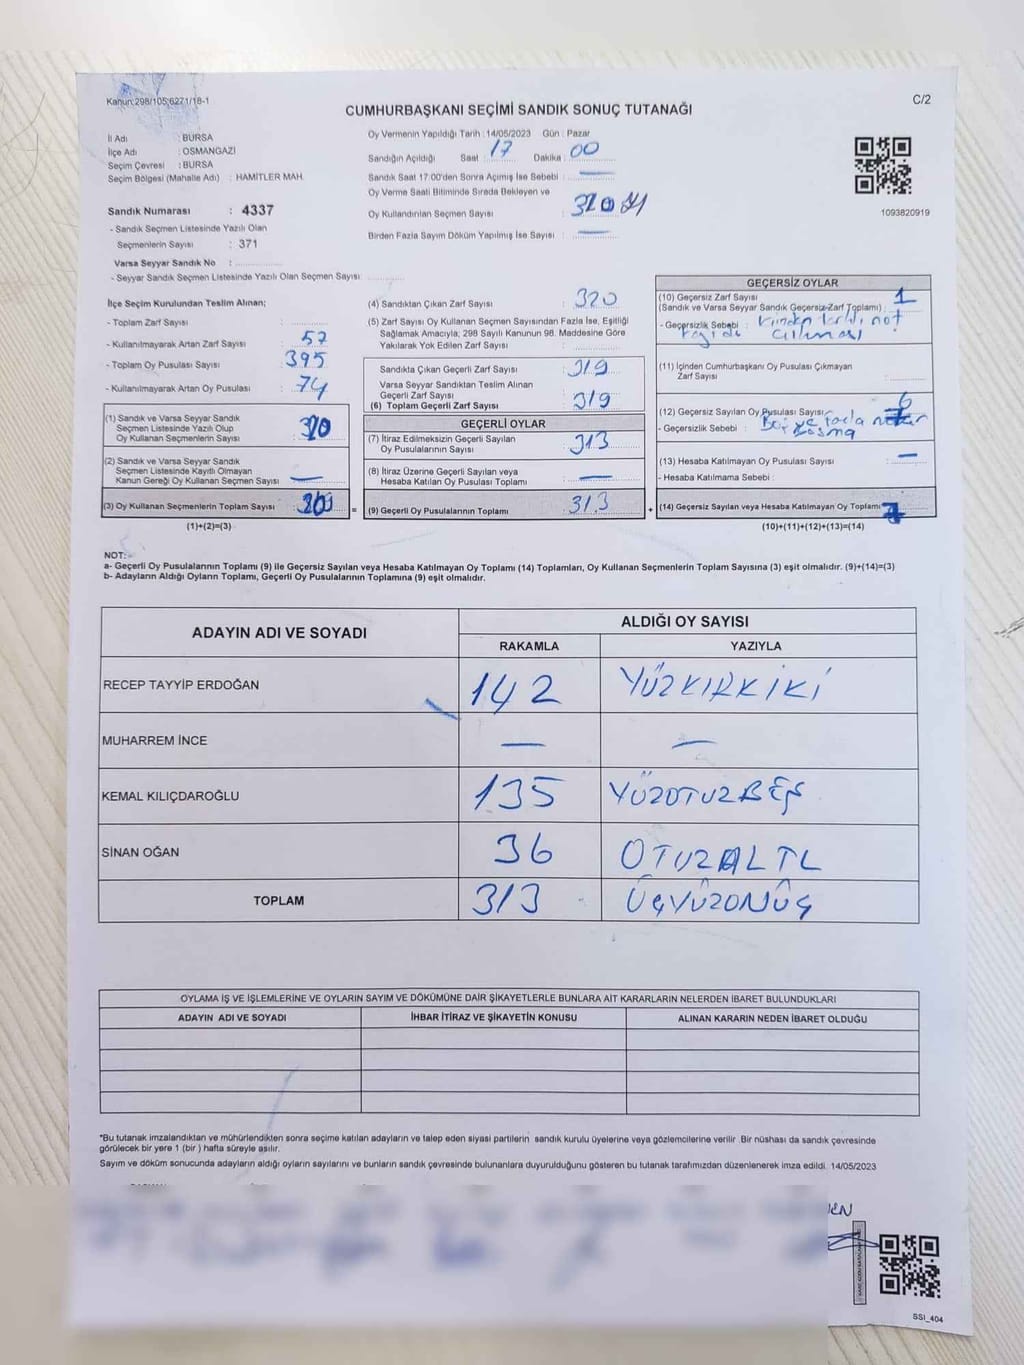 Kanun:298/105;6271/18-1
C/2
CUMHURBAŞKANI SEÇİMİ SANDIK SONUÇ TUTANAĞI
İl Adı : BURSA
İlçe Adı : OSMANGAZİ
Seçim Çevresi : BURSA
Seçim Bölgesi (Mahalle Adı) : HAMİTLER MAH.
Sandık Numarası : 4337
- Sandık Seçmen Listesinde Yazılı Olan
Seçmenlerin Sayısı : 371
Varsa Seyyar Sandık No :
- Seyyar Sandık Seçmen Listesinde Yazılı Olan Seçmen Sayısı
Oy Vermenin Yapıldığı Tarih : 14/05/2023 Gün : Pazar
Sandığın Açıldığı Saat : 17 Dakika : 00
Sandık Saat 17:00'den Sonra Açımış İse Sebebi : —
Oy Verme Saati Bitiminde Sırada Bekleyen ve
Oy Kullandırılan Seçmen Sayısı
Birden Fazla Sayım Döküm Yapılmış İse Sayısı : —
1093820919
İlçe Seçim Kurulundan Teslim Alınan;
- Toplam Zarf Sayısı :
- Kullanılmayarak Artan Zarf Sayısı : 57
- Toplam Oy Pusulası Sayısı : 395
- Kullanılmayarak Artan Oy Pusulası : 74
(1) Sandık ve Varsa Seyyar Sandık
Seçmen Listesinde Yazılı Olup
Oy Kullanan Seçmenlerin Sayısı : 320
(2) Sandık ve Varsa Seyyar Sandık
Seçmen Listesinde Kayıtlı Olmayan
Kanun Gereği Oy Kullanan Seçmen Sayısı —
(3) Oy Kullanan Seçmenlerin Toplam Sayısı =
(1)+(2)=(3)
(4) Sandıktan Çıkan Zarf Sayısı : 320
(5) Zarf Sayısı Oy Kullanan Seçmen Sayısından Fazla İse, Eşitliği
Sağlamak Amacıyla; 298 Sayılı Kanunun 98. Maddesine Göre
Yakılarak Yok Edilen Zarf Sayısı :
Sandıkta Çıkan Geçerli Zarf Sayısı : 319
Varsa Seyyar Sandıktan Teslim Alınan
Geçerli Zarf Sayısı
(6) Toplam Geçerli Zarf Sayısı : 319
GEÇERLİ OYLAR
(7) İtiraz Edilmeksizin Geçerli Sayılan
Oy Pusulalarının Sayısı : 313
(8) İtiraz Üzerine Geçerli Sayılan veya
Hesaba Katılan Oy Pusulası Toplamı : —
(9) Geçerli Oy Pusulalarının Toplamı : 313 +
GEÇERSİZ OYLAR
(10) Geçersiz Zarf Sayısı
(Sandık ve Varsa Seyyar Sandık Geçersiz Zarf Toplamı) : 1
- Geçersizlik Sebebi :
(11) İçinden Cumhurbaşkanı Oy Pusulası Çıkmayan
Zarf Sayısı :
(12) Geçersiz Sayılan Oy Pusulası Sayısı : 6
- Geçersizlik Sebebi :
(13) Hesaba Katılmayan Oy Pusulası Sayısı : —
- Hesaba Katılmama Sebebi :
(14) Geçersiz Sayılan veya Hesaba Katılmayan Oy Toplamı : 7
(10)+(11)+(12)+(13)=(14)
NOT:-
a- Geçerli Oy Pusulalarının Toplamı (9) ile Geçersiz Sayılan veya Hesaba Katılmayan Oy Toplamı (14) Toplamları, Oy Kullanan Seçmenlerin Toplam Sayısına (3) eşit olmalıdır. (9)+(14)=(3)
b- Adayların Aldığı Oyların Toplamı, Geçerli Oy Pusulalarının Toplamına (9) eşit olmalıdır.
ADAYIN ADI VE SOYADI
ALDIĞI OY SAYISI
RAKAMLA YAZIYLA
RECEP TAYYİP ERDOĞAN 142 YÜZKIRKİKİ
MUHARREM İNCE — —
KEMAL KILIÇDAROĞLU 135 YÜZOTUZBEŞ
SİNAN OĞAN 36 OTUZALTI
TOPLAM 313 ÜÇYÜZONÜÇ
OYLAMA İŞ VE İŞLEMLERİNE VE OYLARIN SAYIM VE DÖKÜMÜNE DAİR ŞİKAYETLERLE BUNLARA AİT KARARLARIN NELERDEN İBARET BULUNDUKLARI
ADAYIN ADI VE SOYADI İHBAR İTİRAZ VE ŞİKAYETİN KONUSU ALINAN KARARIN NEDEN İBARET OLDUĞU
*Bu tutanak imzalandıktan ve mühürlendikten sonra seçime katılan adayların ve talep eden siyasi partilerin sandık kurulu üyelerine veya gözlemcilerine verilir .Bir nüshası da sandık çevresinde
görülecek bir yere 1 (bir ) hafta süreyle asılır.
Sayım ve döküm sonucunda adayların aldığı oyların sayılarını ve bunların sandık çevresinde bulunanlara duyurulduğunu gösteren bu tutanak tarafımızdan düzenlenerek imza edildi. 14/05/2023
SSI_404